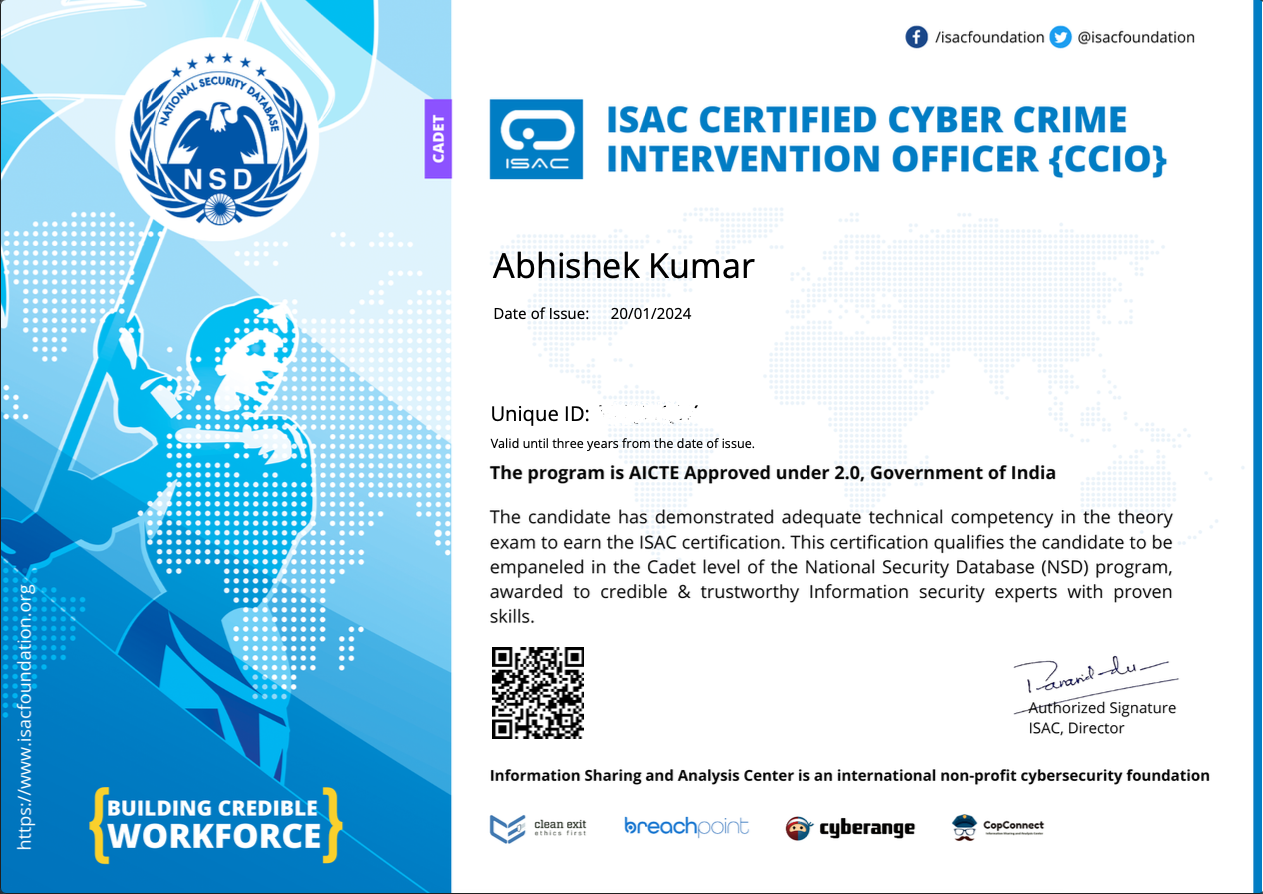 /isacfoundation @isacfoundation
NATIONAL SECURITY DATABASE
NSD
CADET
ISAC
ISAC CERTIFIED CYBER CRIME
INTERVENTION OFFICER {CCIO}
Abhishek Kumar
Date of Issue: 20/01/2024
Unique ID:
Valid until three years from the date of issue.
The program is AICTE Approved under 2.0, Government of India
The candidate has demonstrated adequate technical competency in the theory
exam to earn the ISAC certification. This certification qualifies the candidate to be
empaneled in the Cadet level of the National Security Database (NSD) program,
awarded to credible & trustworthy Information security experts with proven
skills.
Authorized Signature
ISAC, Director
Information Sharing and Analysis Center is an international non-profit cybersecurity foundation
https://www.isacfoundation.org
{BUILDING CREDIBLE
WORKFORCE}
clean exit
ethics first
breachpoint
cyberange
CopConnect
Information Sharing and Analysis Center